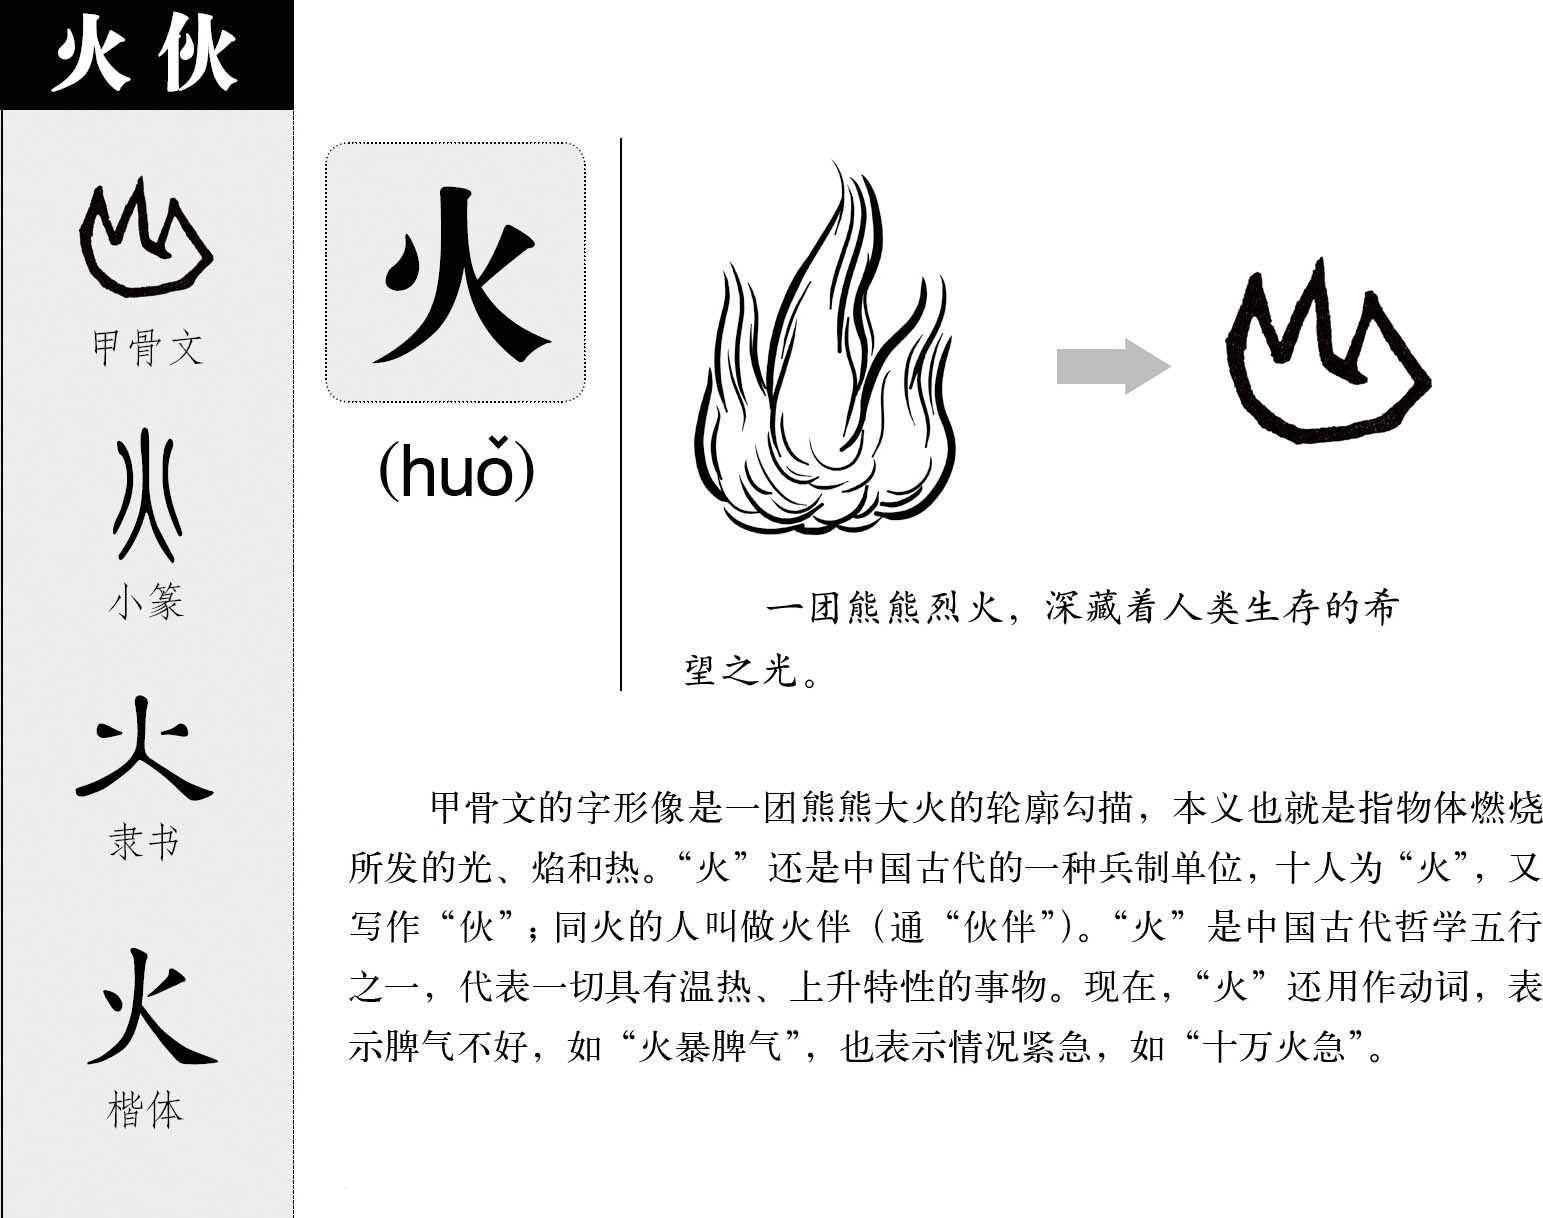 火 伙
甲骨文
小篆
隶书
楷体
火
(huǒ)
一团熊熊烈火，深藏着人类生存的希
望之光。
甲骨文的字形像是一团熊熊大火的轮廓勾描，本义也就是指物体燃烧
所发的光、焰和热。“火”还是中国古代的一种兵制单位，十人为“火”，又
写作“伙”；同火的人叫做火伴（通“伙伴”）。“火”是中国古代哲学五行
之一，代表一切具有温热、上升特性的事物。现在，“火”还用作动词，表
示脾气不好，如“火暴脾气”，也表示情况紧急，如“十万火急”。